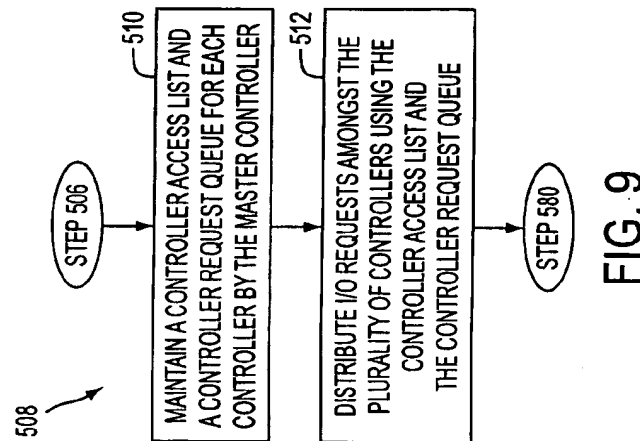 508
STEP 506
510
MAINTAIN A CONTROLLER ACCESS LIST AND
A CONTROLLER REQUEST QUEUE FOR EACH
CONTROLLER BY THE MASTER CONTROLLER
512
DISTRIBUTE I/O REQUESTS AMONGST THE
PLURALITY OF CONTROLLERS USING THE
CONTROLLER ACCESS LIST AND
THE CONTROLLER REQUEST QUEUE
STEP 580
FIG. 9